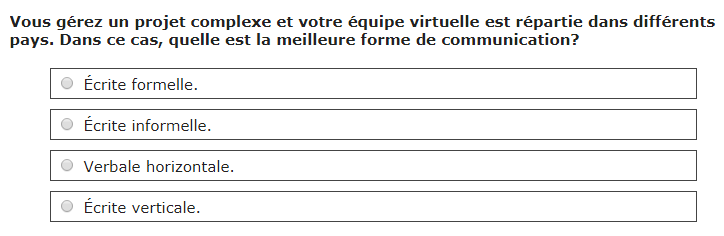 Vous gérez un projet complexe et votre équipe virtuelle est répartie dans différents
pays. Dans ce cas, quelle est la meilleure forme de communication?
Écrite formelle.
Écrite informelle.
Verbale horizontale.
Écrite verticale.